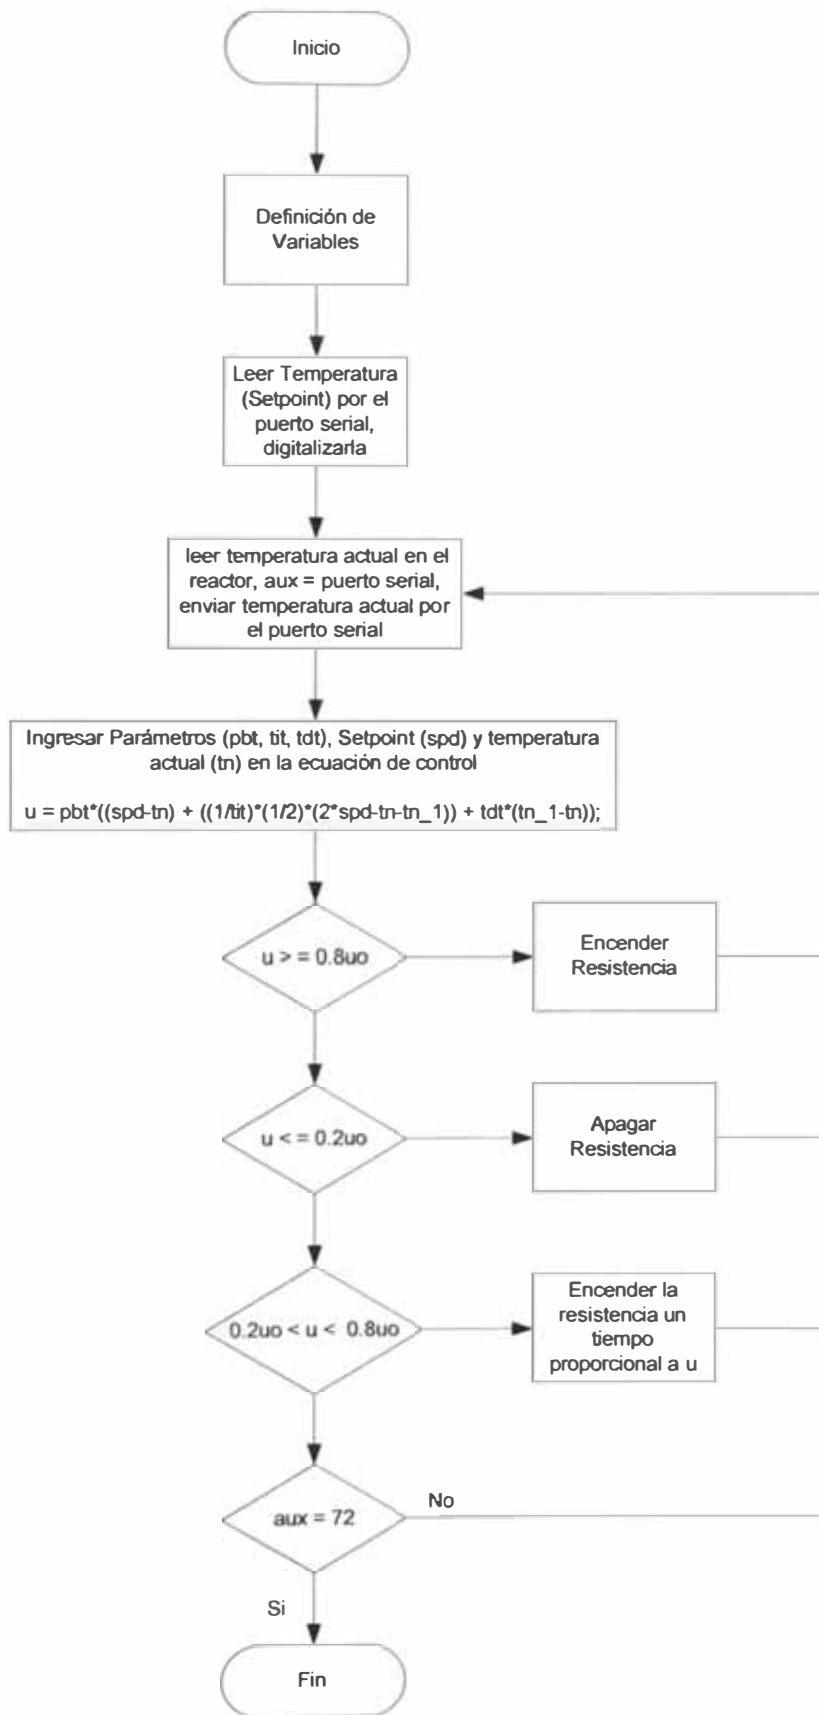 Inicio
Definición de
Variables
Leer Temperatura
(Setpoint) por el
puerto serial,
digitalizarla
leer temperatura actual en el
reactor, aux = puerto serial,
enviar temperatura actual por
el puerto serial
Ingresar Parámetros (pbt, tit, tdt), Setpoint (spd) y temperatura
actual (tn) en la ecuación de control
u = pbt*((spd-tn) + ((1/tit)*(1/2)*(2*spd-tn-tn_1)) + tdt*(tn_1-tn));
u > = 0.8uo
Encender
Resistencia
u < = 0.2uo
Apagar
Resistencia
0.2uo < u < 0.8uo
Encender la
resistencia un
tiempo
proporcional a u
aux = 72
No
Si
Fin